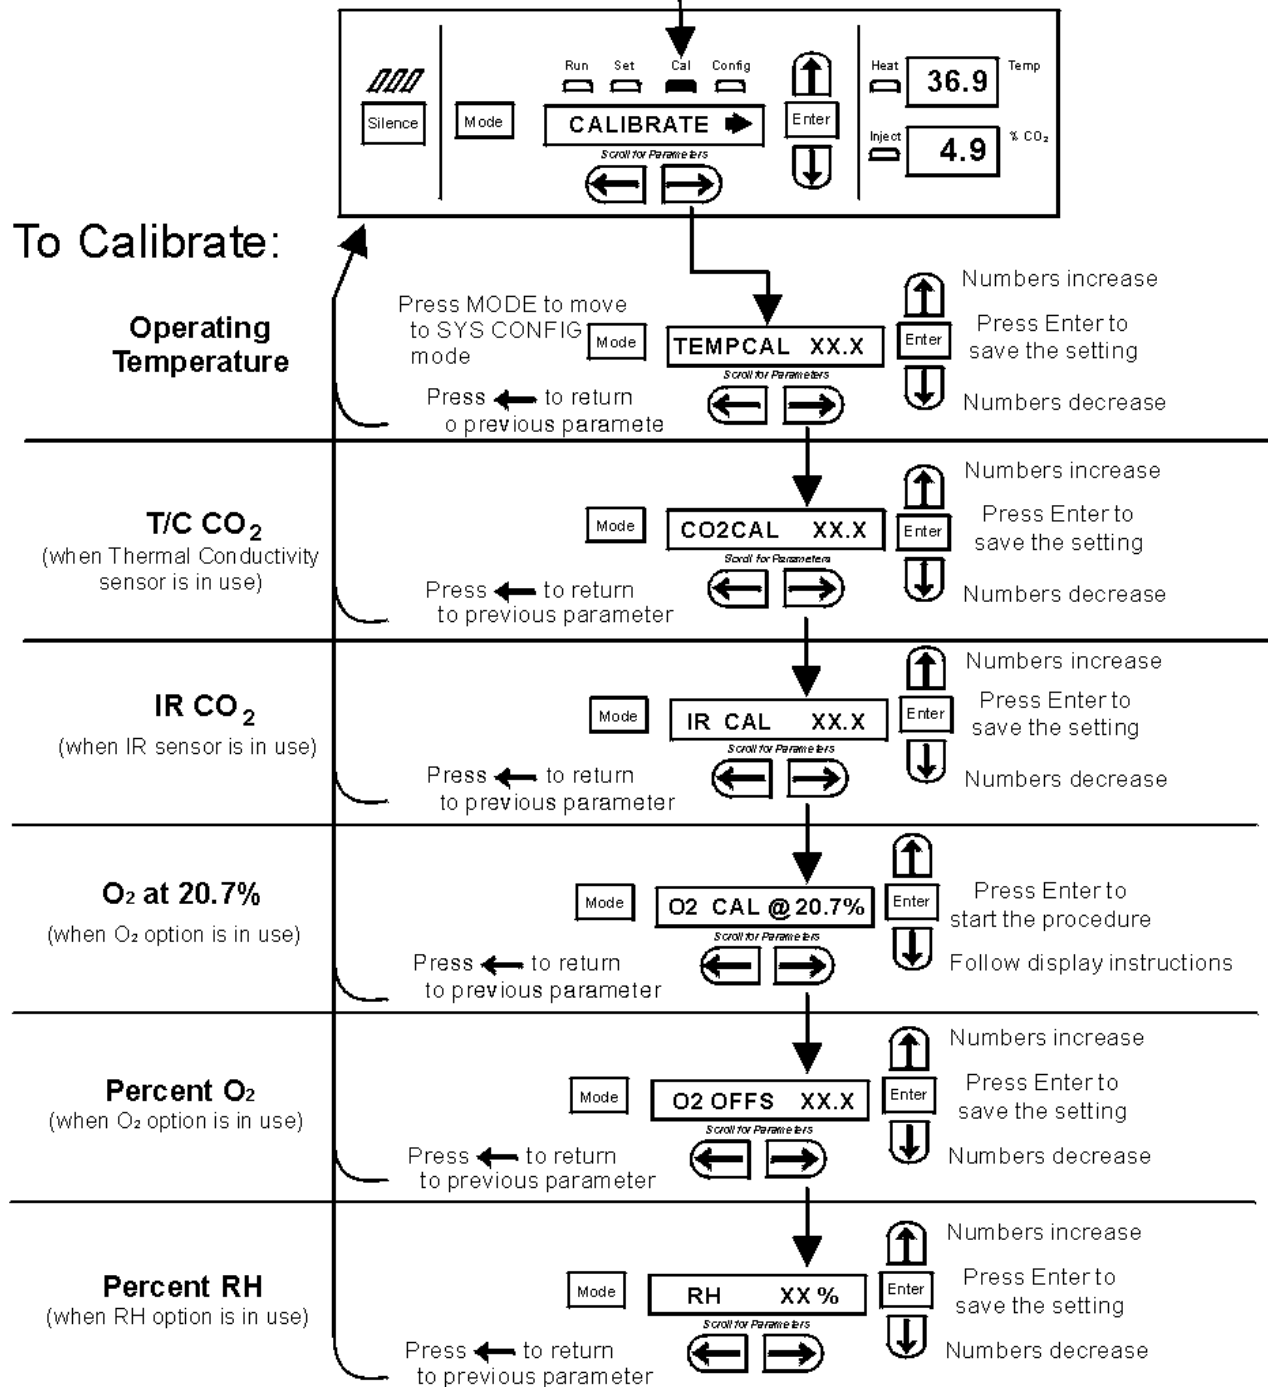 Run Set Cal Config
Heat 36.9 Temp
Silence Mode CALIBRATE Enter
Inject 4.9 % CO₂
Scroll for Parameters
To Calibrate:
Operating
Temperature
Press MODE to move
to SYS CONFIG
mode
Mode
TEMPCAL XX.X
Scroll for Parameters
Enter
Numbers increase
Press Enter to
save the setting
Numbers decrease
Press ← to return
o previous paramete
T/C CO₂
(when Thermal Conductivity
sensor is in use)
Mode
CO2CAL XX.X
Scroll for Parameters
Enter
Numbers increase
Press Enter to
save the setting
Numbers decrease
Press ← to return
to previous parameter
IR CO₂
(when IR sensor is in use)
Mode
IR CAL XX.X
Scroll for Parameters
Enter
Numbers increase
Press Enter to
save the setting
Numbers decrease
Press ← to return
to previous parameter
O₂ at 20.7%
(when O₂ option is in use)
Mode
O2 CAL @ 20.7%
Scroll for Parameters
Enter
Press Enter to
start the procedure
Follow display instructions
Press ← to return
to previous parameter
Percent O₂
(when O₂ option is in use)
Mode
O2 OFFS XX.X
Scroll for Parameters
Enter
Numbers increase
Press Enter to
save the setting
Numbers decrease
Press ← to return
to previous parameter
Percent RH
(when RH option is in use)
Mode
RH XX %
Scroll for Parameters
Enter
Numbers increase
Press Enter to
save the setting
Numbers decrease
Press ← to return
to previous parameter